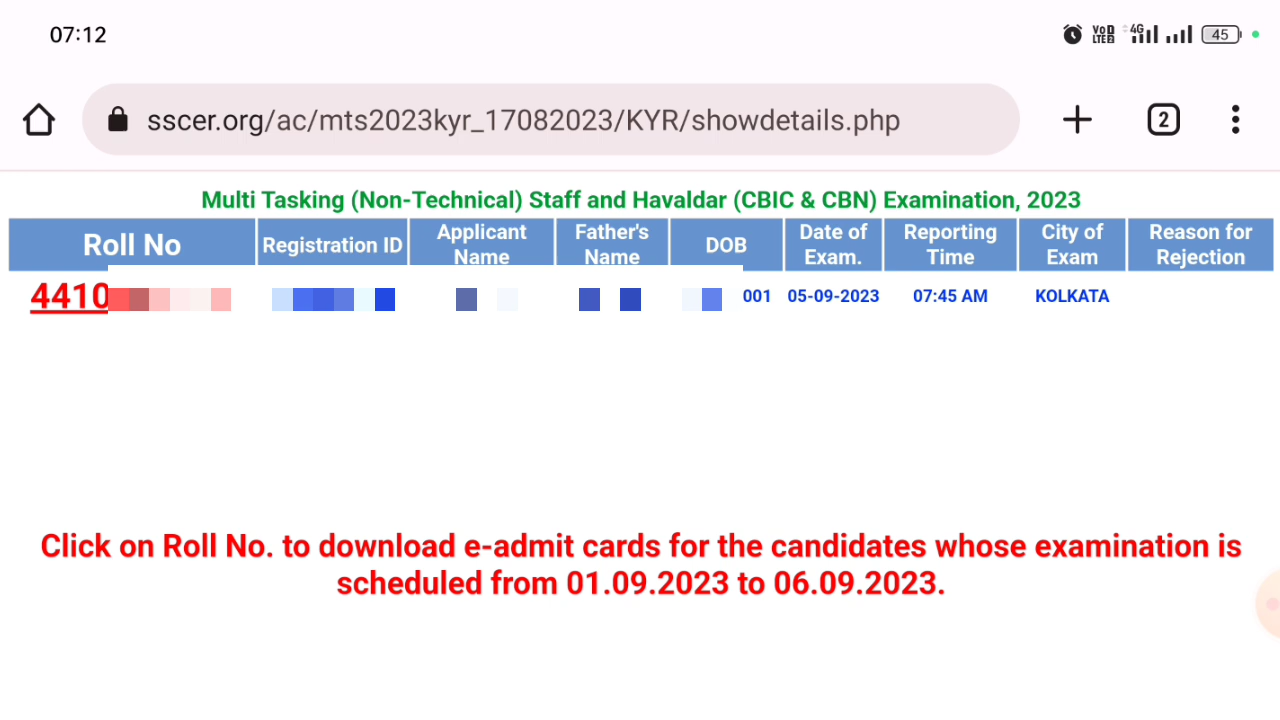 07:12
VoD LTE2 4G 45
sscer.org/ac/mts2023kyr_17082023/KYR/showdetails.php
2
Multi Tasking (Non-Technical) Staff and Havaldar (CBIC & CBN) Examination, 2023
Roll No Registration ID Applicant Name Father's Name DOB Date of Exam. Reporting Time City of Exam Reason for Rejection
4410 001 05-09-2023 07:45 AM KOLKATA
Click on Roll No. to download e-admit cards for the candidates whose examination is
scheduled from 01.09.2023 to 06.09.2023.